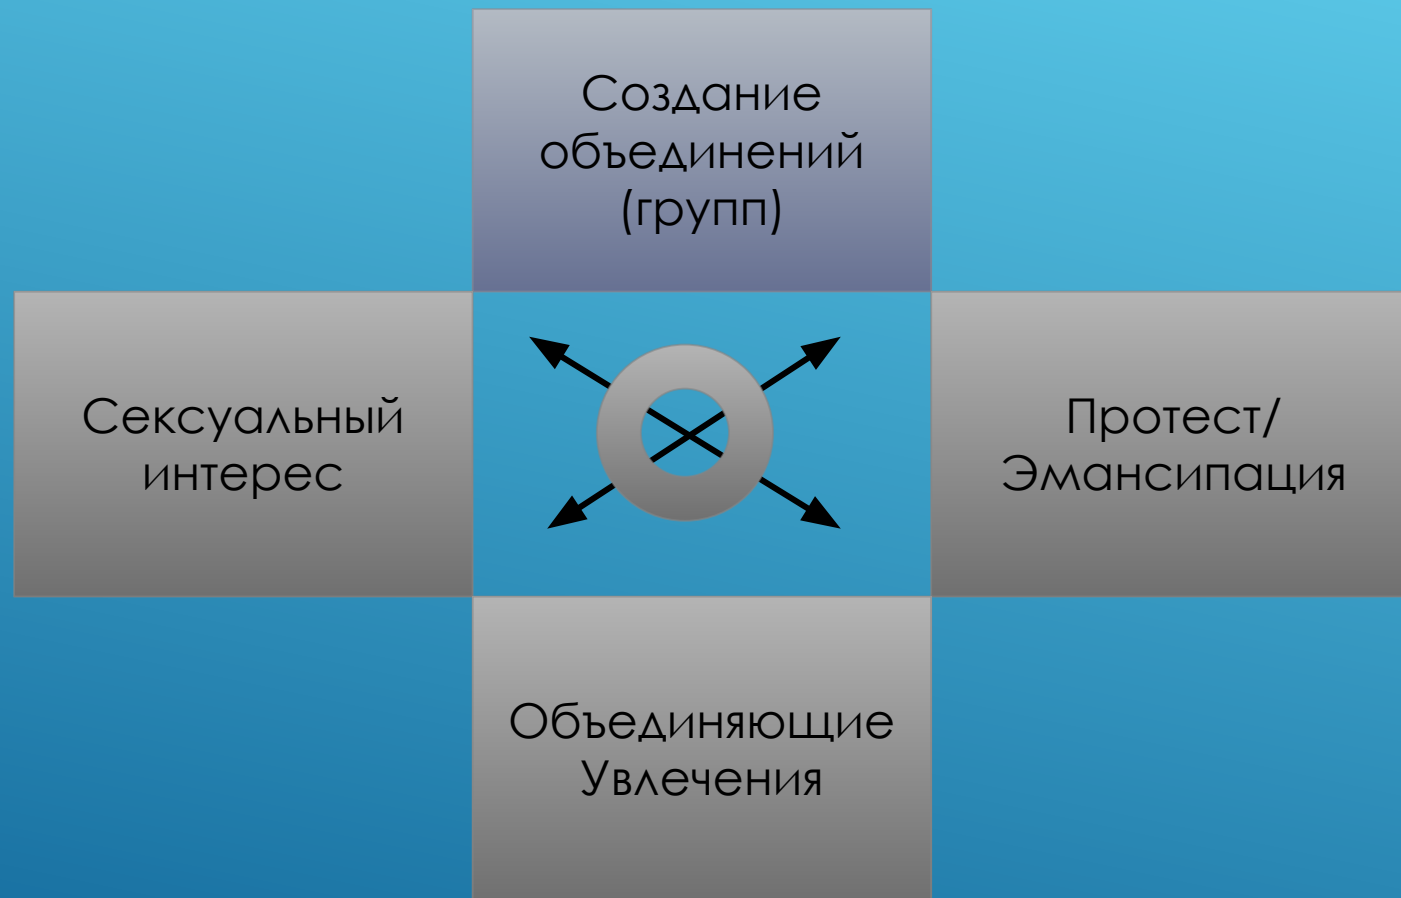 Создание
объединений
(групп)
Сексуальный
интерес
Протест/
Эмансипация
Объединяющие
Увлечения